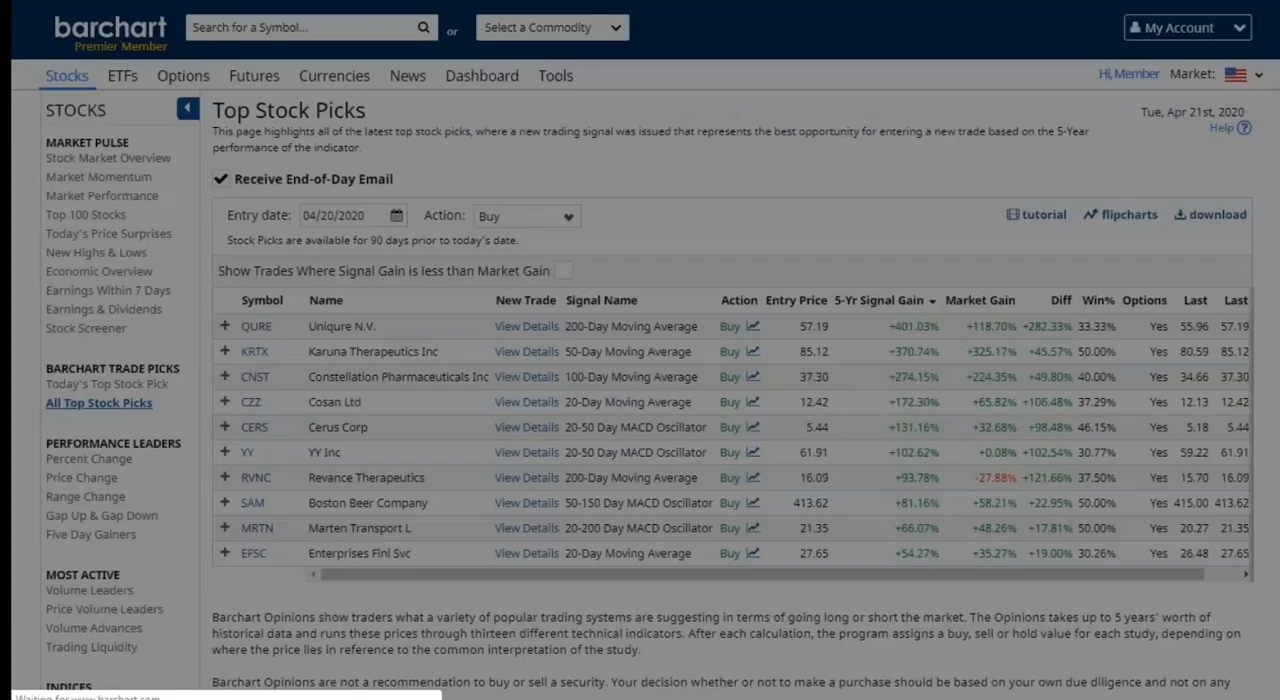 barchart
Premier Member
Search for a Symbol...
or
Select a Commodity
My Account
Stocks ETFs Options Futures Currencies News Dashboard Tools
Hi, Member Market:
STOCKS
MARKET PULSE
Stock Market Overview
Market Momentum
Market Performance
Top 100 Stocks
Today's Price Surprises
New Highs & Lows
Economic Overview
Earnings Within 7 Days
Earnings & Dividends
Stock Screener
BARCHART TRADE PICKS
Today's Top Stock Pick
All Top Stock Picks
PERFORMANCE LEADERS
Percent Change
Price Change
Range Change
Gap Up & Gap Down
Five Day Gainers
MOST ACTIVE
Volume Leaders
Price Volume Leaders
Volume Advances
Trading Liquidity
INDICES
Top Stock Picks
Tue, Apr 21st, 2020
Help
This page highlights all of the latest top stock picks, where a new trading signal was issued that represents the best opportunity for entering a new trade based on the 5-Year
performance of the indicator.
Receive End-of-Day Email
Entry date: 04/20/2020 Action: Buy
tutorial flipcharts download
Stock Picks are available for 90 days prior to today's date.
Show Trades Where Signal Gain is less than Market Gain
Symbol Name New Trade Signal Name Action Entry Price 5-Yr Signal Gain Market Gain Diff Win% Options Last Last
+ QURE Uniqure N.V. View Details 200-Day Moving Average Buy 57.19 +401.03% +118.70% +282.33% 33.33% Yes 55.96 57.19
+ KRTX Karuna Therapeutics Inc View Details 50-Day Moving Average Buy 85.12 +370.74% +325.17% +45.57% 50.00% Yes 80.59 85.12
+ CNST Constellation Pharmaceuticals Inc View Details 100-Day Moving Average Buy 37.30 +274.15% +224.35% +49.80% 40.00% Yes 34.66 37.30
+ CZZ Cosan Ltd View Details 20-Day Moving Average Buy 12.42 +172.30% +65.82% +106.48% 37.29% Yes 12.13 12.42
+ CERS Cerus Corp View Details 20-50 Day MACD Oscillator Buy 5.44 +131.16% +32.68% +98.48% 46.15% Yes 5.18 5.44
+ YY YY Inc View Details 20-50 Day MACD Oscillator Buy 61.91 +102.62% +0.08% +102.54% 30.77% Yes 59.22 61.91
+ RVNC Revance Therapeutics View Details 200-Day Moving Average Buy 16.09 +93.78% -27.88% +121.66% 37.50% Yes 15.70 16.09
+ SAM Boston Beer Company View Details 50-150 Day MACD Oscillator Buy 413.62 +81.16% +58.21% +22.95% 50.00% Yes 415.00 413.62
+ MRTN Marten Transport L View Details 20-200 Day MACD Oscillator Buy 21.35 +66.07% +48.26% +17.81% 50.00% Yes 20.27 21.35
+ EFSC Enterprises Finl Svc View Details 20-Day Moving Average Buy 27.65 +54.27% +35.27% +19.00% 30.26% Yes 26.48 27.65
Barchart Opinions show traders what a variety of popular trading systems are suggesting in terms of going long or short the market. The Opinions takes up to 5 years' worth of
historical data and runs these prices through thirteen different technical indicators. After each calculation, the program assigns a buy, sell or hold value for each study, depending on
where the price lies in reference to the common interpretation of the study.
Barchart Opinions are not a recommendation to buy or sell a security. Your decision whether or not to make a purchase should be based on your own due diligence and not on any
Waiting for www.barchart.com